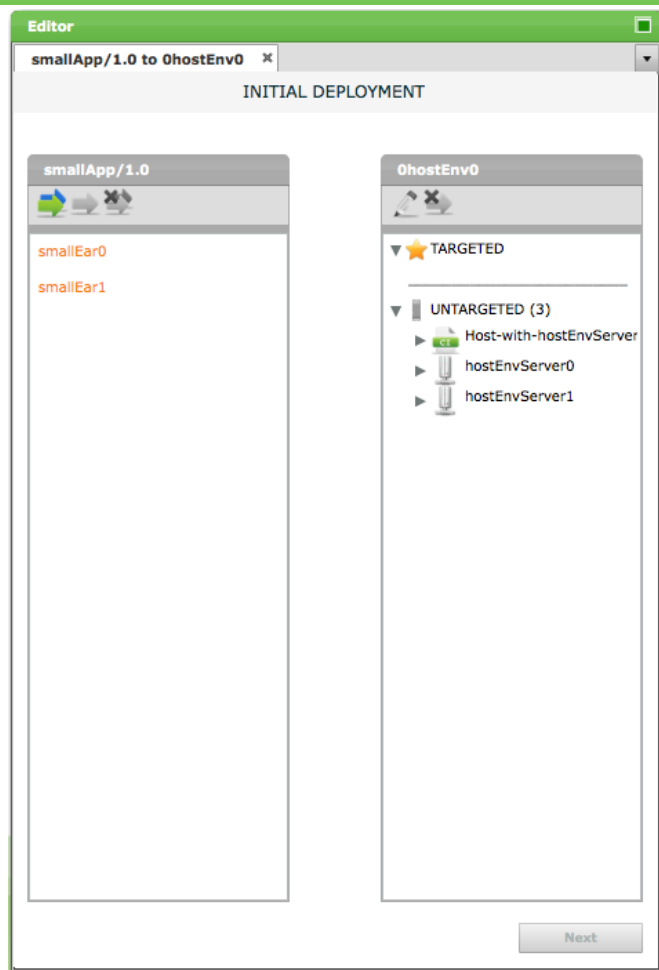 Editor
smallApp/1.0 to 0hostEnv0
INITIAL DEPLOYMENT
smallApp/1.0
smallEar0
smallEar1
0hostEnv0
TARGETED
UNTARGETED (3)
CI
Host-with-hostEnvServer
hostEnvServer0
hostEnvServer1
Next